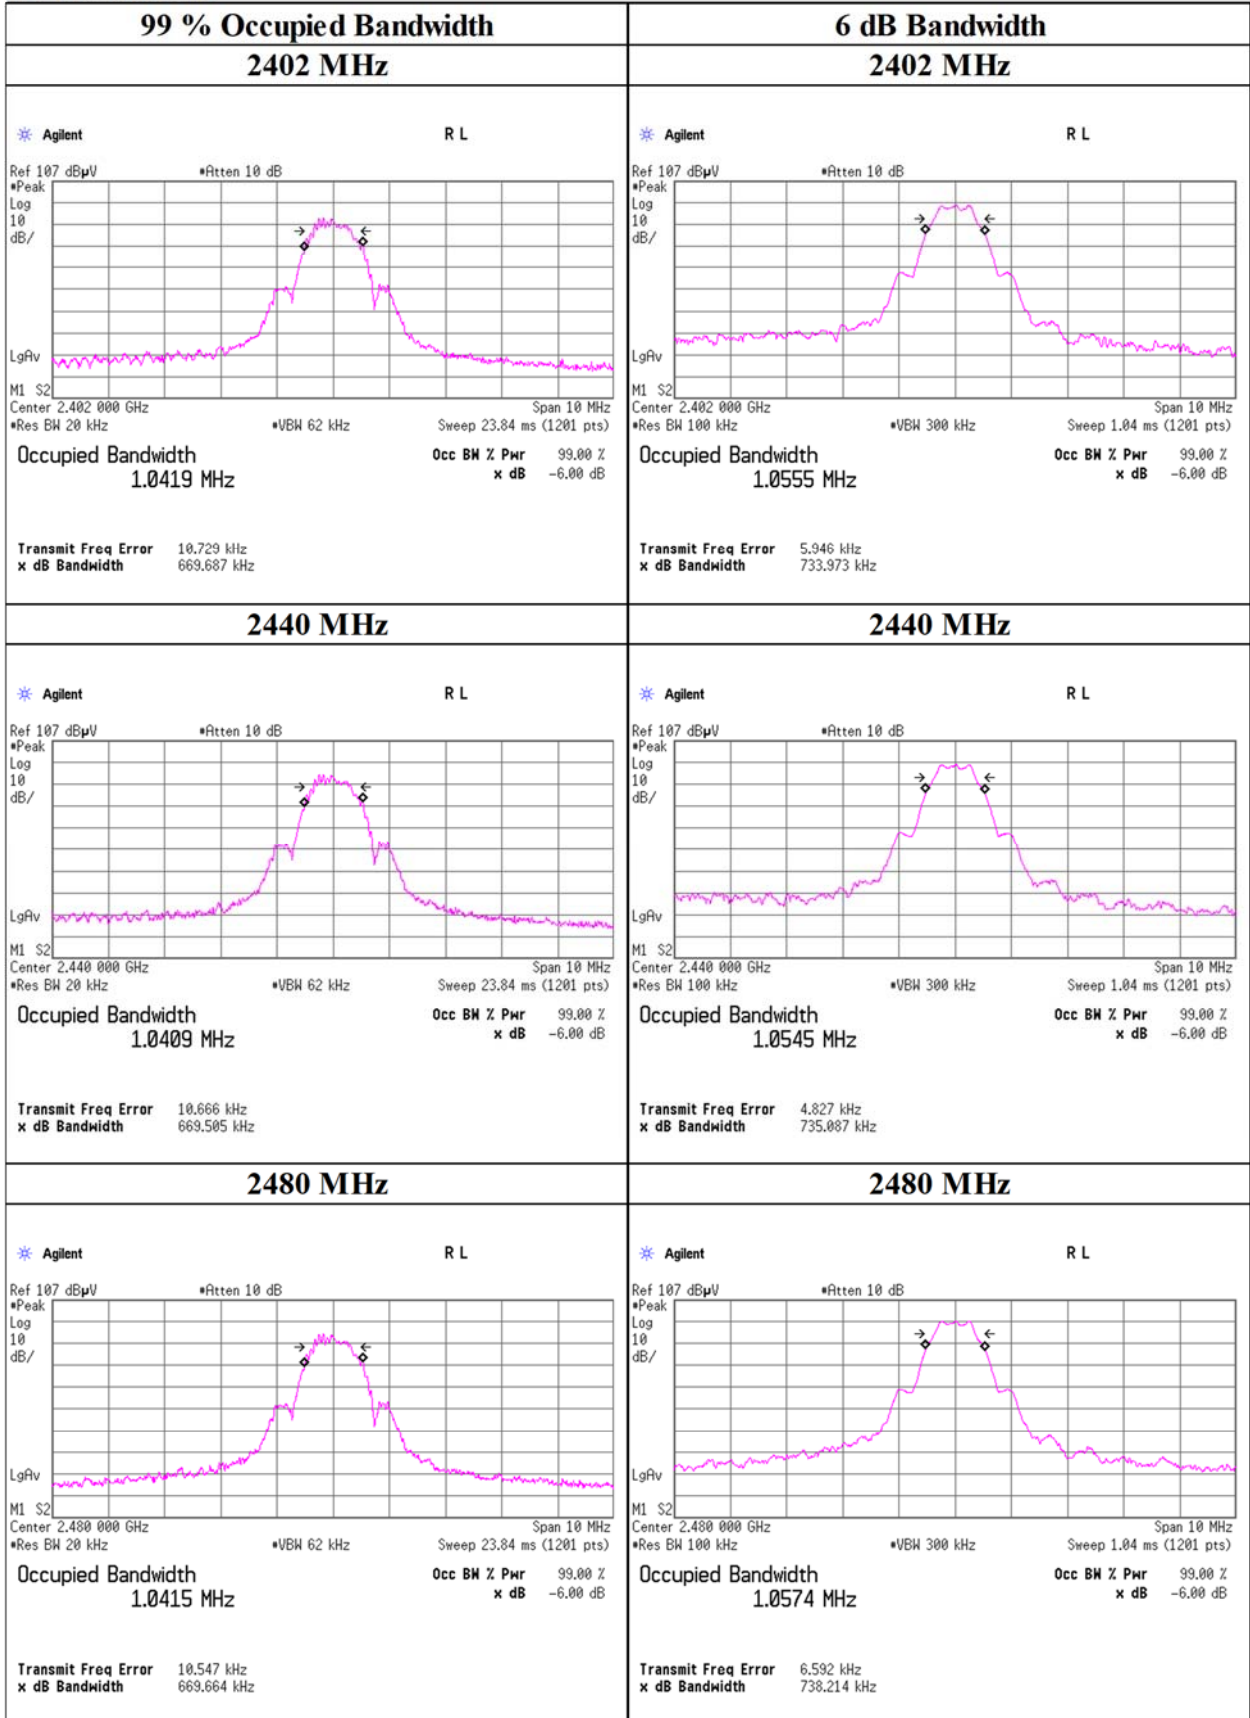 99 % Occupied Bandwidth
6 dB Bandwidth
2402 MHz
2402 MHz
Agilent
R L
Ref 107 dBµV
*Atten 10 dB
*Peak
Log
10
dB/
LgAv
M1 S2
Center 2.402 000 GHz
Span 10 MHz
*Res BW 20 kHz
*VBW 62 kHz
Sweep 23.84 ms (1201 pts)
Occupied Bandwidth
1.0419 MHz
Occ BW % Pwr 99.00 %
x dB -6.00 dB
Transmit Freq Error 10.729 kHz
x dB Bandwidth 669.687 kHz
Agilent
R L
Ref 107 dBµV
*Atten 10 dB
*Peak
Log
10
dB/
LgAv
M1 S2
Center 2.402 000 GHz
Span 10 MHz
*Res BW 100 kHz
*VBW 300 kHz
Sweep 1.04 ms (1201 pts)
Occupied Bandwidth
1.0555 MHz
Occ BW % Pwr 99.00 %
x dB -6.00 dB
Transmit Freq Error 5.946 kHz
x dB Bandwidth 733.973 kHz
2440 MHz
2440 MHz
Agilent
R L
Ref 107 dBµV
*Atten 10 dB
*Peak
Log
10
dB/
LgAv
M1 S2
Center 2.440 000 GHz
Span 10 MHz
*Res BW 20 kHz
*VBW 62 kHz
Sweep 23.84 ms (1201 pts)
Occupied Bandwidth
1.0409 MHz
Occ BW % Pwr 99.00 %
x dB -6.00 dB
Transmit Freq Error 10.666 kHz
x dB Bandwidth 669.505 kHz
Agilent
R L
Ref 107 dBµV
*Atten 10 dB
*Peak
Log
10
dB/
LgAv
M1 S2
Center 2.440 000 GHz
Span 10 MHz
*Res BW 100 kHz
*VBW 300 kHz
Sweep 1.04 ms (1201 pts)
Occupied Bandwidth
1.0545 MHz
Occ BW % Pwr 99.00 %
x dB -6.00 dB
Transmit Freq Error 4.827 kHz
x dB Bandwidth 735.087 kHz
2480 MHz
2480 MHz
Agilent
R L
Ref 107 dBµV
*Atten 10 dB
*Peak
Log
10
dB/
LgAv
M1 S2
Center 2.480 000 GHz
Span 10 MHz
*Res BW 20 kHz
*VBW 62 kHz
Sweep 23.84 ms (1201 pts)
Occupied Bandwidth
1.0415 MHz
Occ BW % Pwr 99.00 %
x dB -6.00 dB
Transmit Freq Error 10.547 kHz
x dB Bandwidth 669.664 kHz
Agilent
R L
Ref 107 dBµV
*Atten 10 dB
*Peak
Log
10
dB/
LgAv
M1 S2
Center 2.480 000 GHz
Span 10 MHz
*Res BW 100 kHz
*VBW 300 kHz
Sweep 1.04 ms (1201 pts)
Occupied Bandwidth
1.0574 MHz
Occ BW % Pwr 99.00 %
x dB -6.00 dB
Transmit Freq Error 6.592 kHz
x dB Bandwidth 738.214 kHz